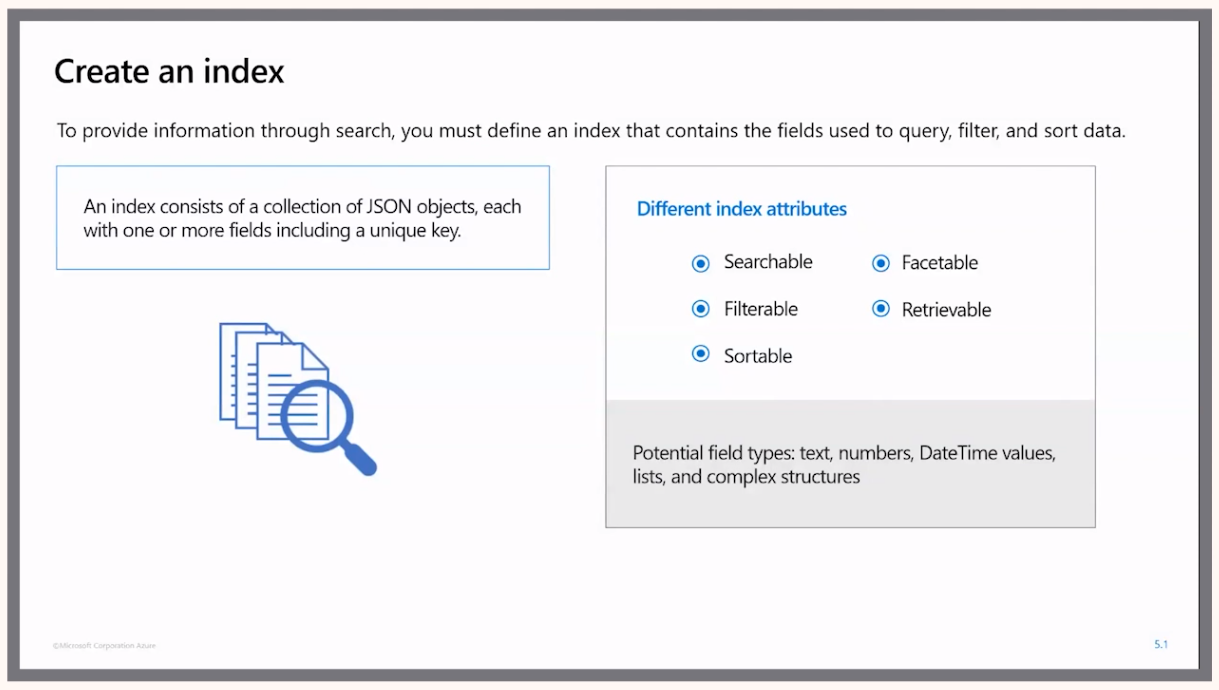 Create an index
To provide information through search, you must define an index that contains the fields used to query, filter, and sort data.
An index consists of a collection of JSON objects, each
with one or more fields including a unique key.
Different index attributes
Searchable
Filterable
Sortable
Facetable
Retrievable
Potential field types: text, numbers, DateTime values,
lists, and complex structures
©Microsoft Corporation Azure
5.1